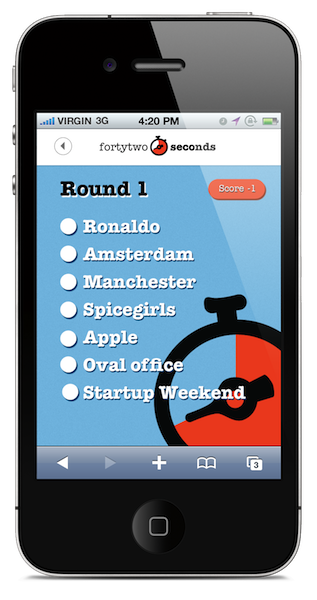 VIRGIN 3G 4:20 PM
fortytwo seconds
Round 1
Score -1
Ronaldo
Amsterdam
Manchester
Spicegirls
Apple
Oval office
Startup Weekend
3